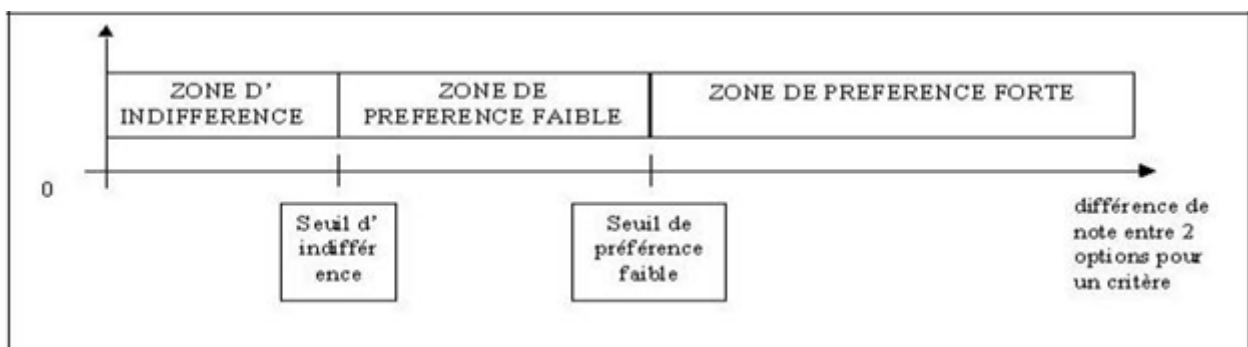 ZONE D'
INDIFFERENCE
ZONE DE
PREFERENCE FAIBLE
ZONE DE PREFERENCE FORTE
0
Seuil d'
indiffér
ence
Seuil de
préférence
faible
différence de
note entre 2
options pour
un critère